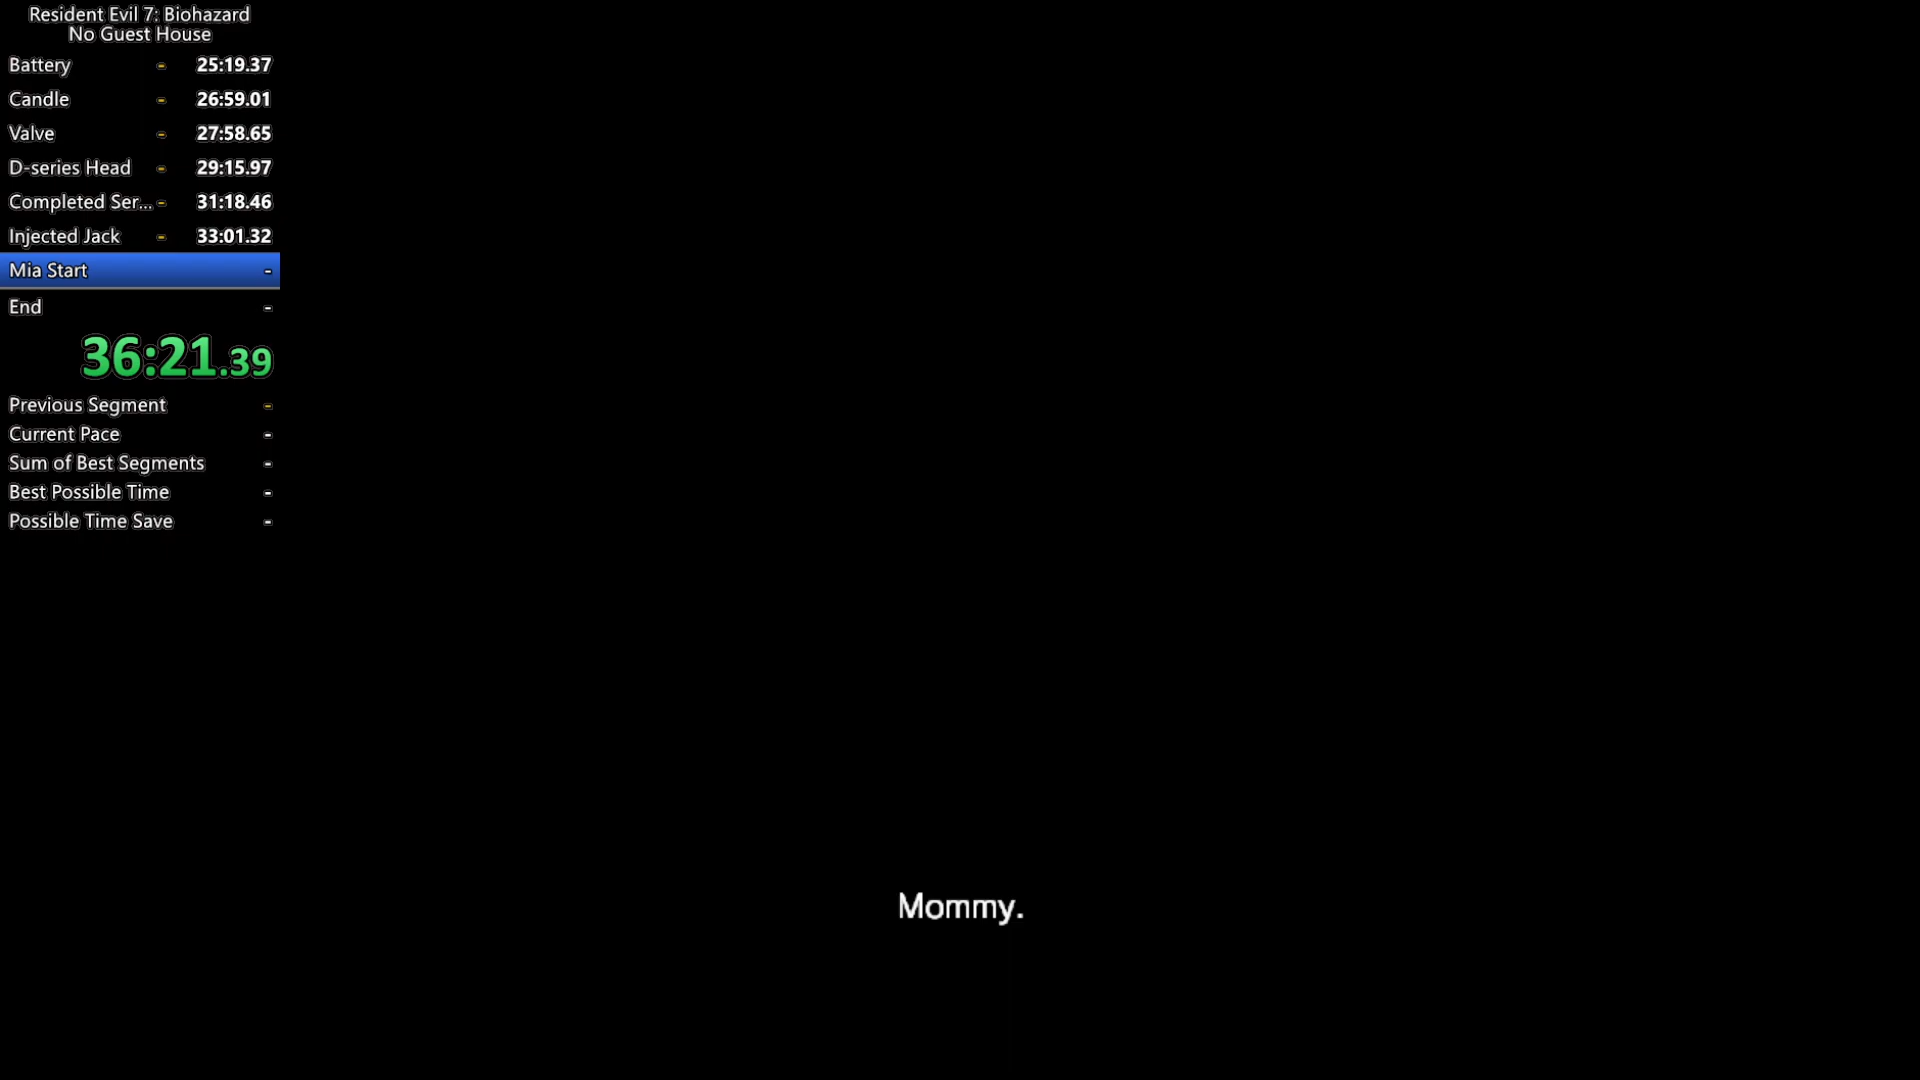 Resident Evil 7: Biohazard
No Guest House
Battery - 25:19.37
Candle - 26:59.01
Valve - 27:58.65
D-series Head - 29:15.97
Completed Ser... - 31:18.46
Injected Jack - 33:01.32
Mia Start -
End -
36:21.39
Previous Segment -
Current Pace -
Sum of Best Segments -
Best Possible Time -
Possible Time Save -
Mommy.